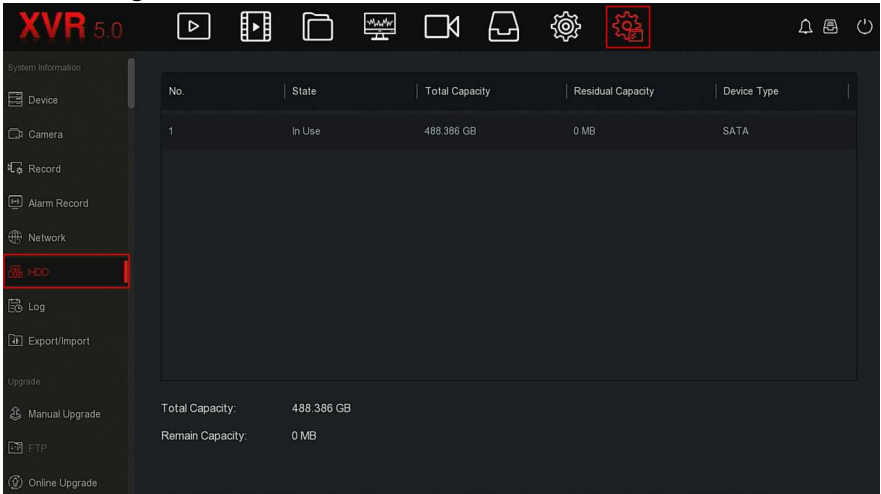 XVR 5.0
System Information
Device
Camera
Record
Alarm Record
Network
HDD
Log
Export/Import
Upgrade
Manual Upgrade
FTP
Online Upgrade
No. State Total Capacity Residual Capacity Device Type
1 In Use 488.386 GB 0 MB SATA
Total Capacity: 488.386 GB
Remain Capacity: 0 MB